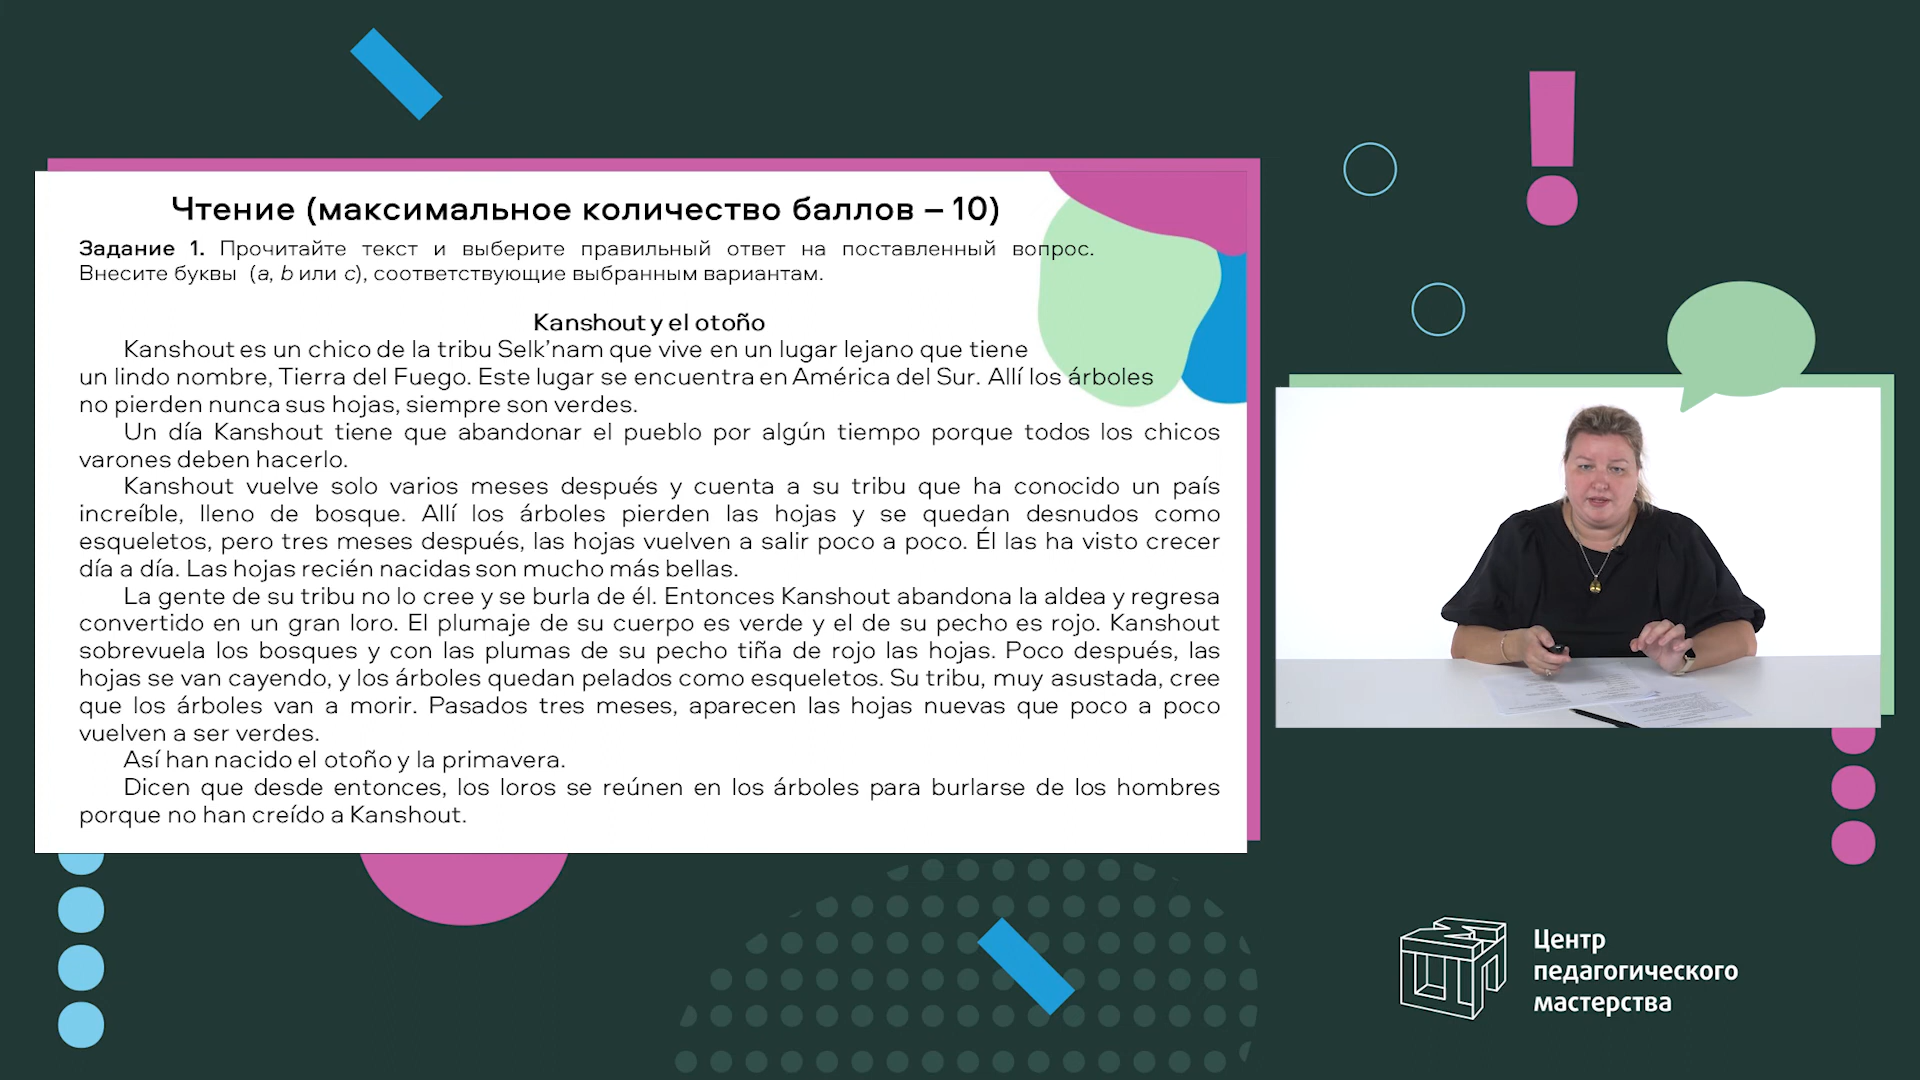 Чтение (максимальное количество баллов – 10)
Задание 1. Прочитайте текст и выберите правильный ответ на поставленный вопрос.
Внесите буквы (a, b или c), соответствующие выбранным вариантам.
Kanshout y el otoño
Kanshout es un chico de la tribu Selk’nam que vive en un lugar lejano que tiene
un lindo nombre, Tierra del Fuego. Este lugar se encuentra en América del Sur. Allí los árboles
no pierden nunca sus hojas, siempre son verdes.
Un día Kanshout tiene que abandonar el pueblo por algún tiempo porque todos los chicos
varones deben hacerlo.
Kanshout vuelve solo varios meses después y cuenta a su tribu que ha conocido un país
increíble, lleno de bosque. Allí los árboles pierden las hojas y se quedan desnudos como
esqueletos, pero tres meses después, las hojas vuelven a salir poco a poco. Él las ha visto crecer
día a día. Las hojas recién nacidas son mucho más bellas.
La gente de su tribu no lo cree y se burla de él. Entonces Kanshout abandona la aldea y regresa
convertido en un gran loro. El plumaje de su cuerpo es verde y el de su pecho es rojo. Kanshout
sobrevuela los bosques y con las plumas de su pecho tiña de rojo las hojas. Poco después, las
hojas se van cayendo, y los árboles quedan pelados como esqueletos. Su tribu, muy asustada, cree
que los árboles van a morir. Pasados tres meses, aparecen las hojas nuevas que poco a poco
vuelven a ser verdes.
Así han nacido el otoño y la primavera.
Dicen que desde entonces, los loros se reúnen en los árboles para burlarse de los hombres
porque no han creído a Kanshout.
Центр
педагогического
мастерства